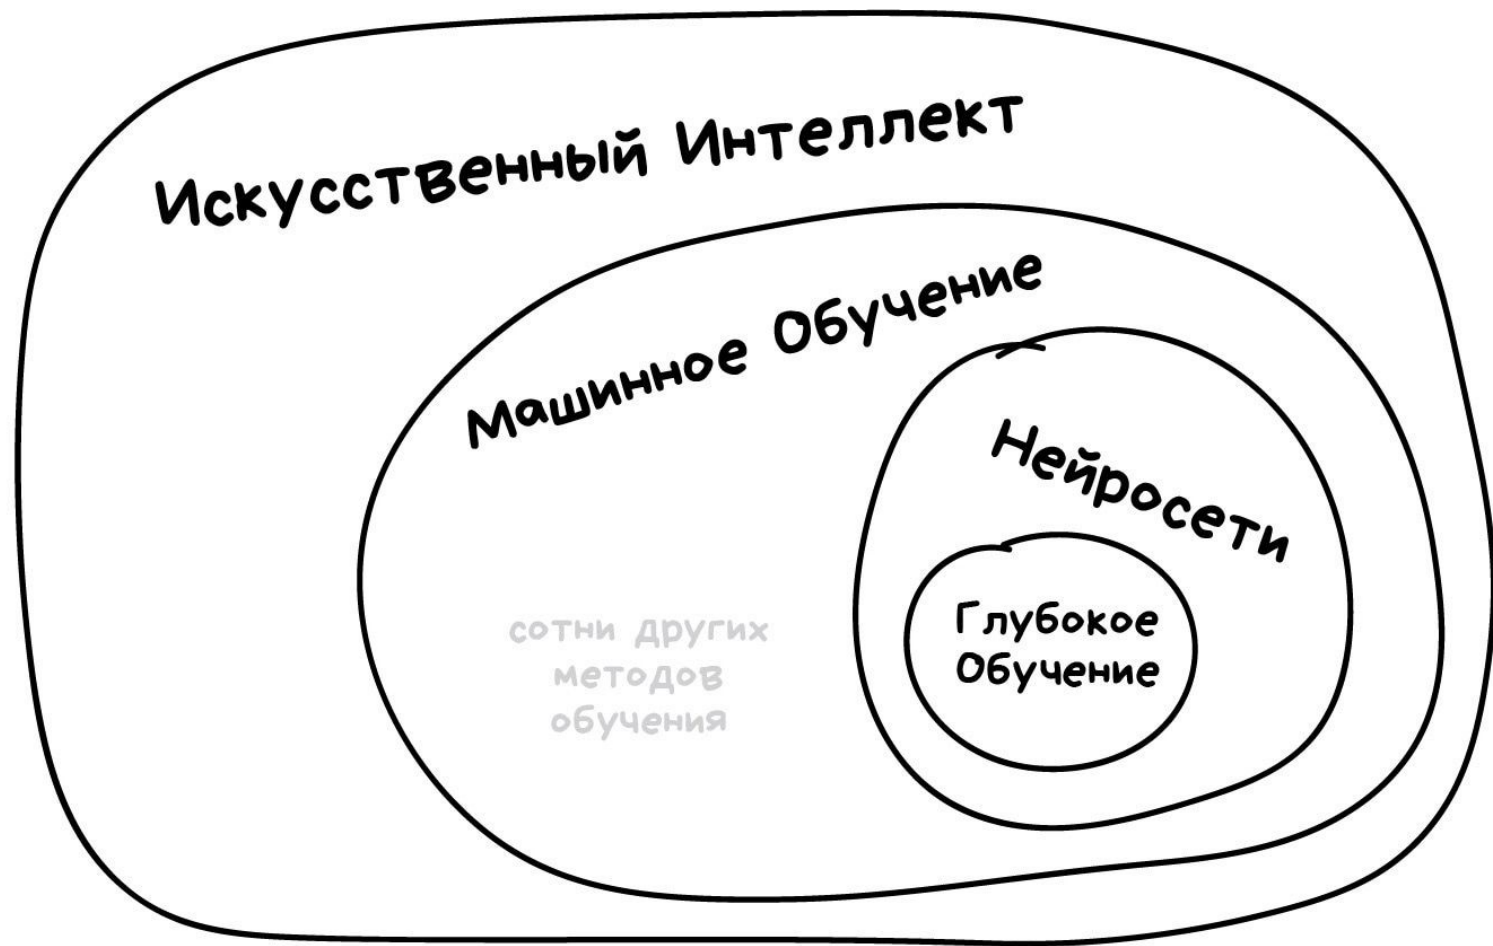 Искусственный Интеллект
Машинное Обучение
Нейросети
Глубокое
Обучение
сотни других
методов
обучения